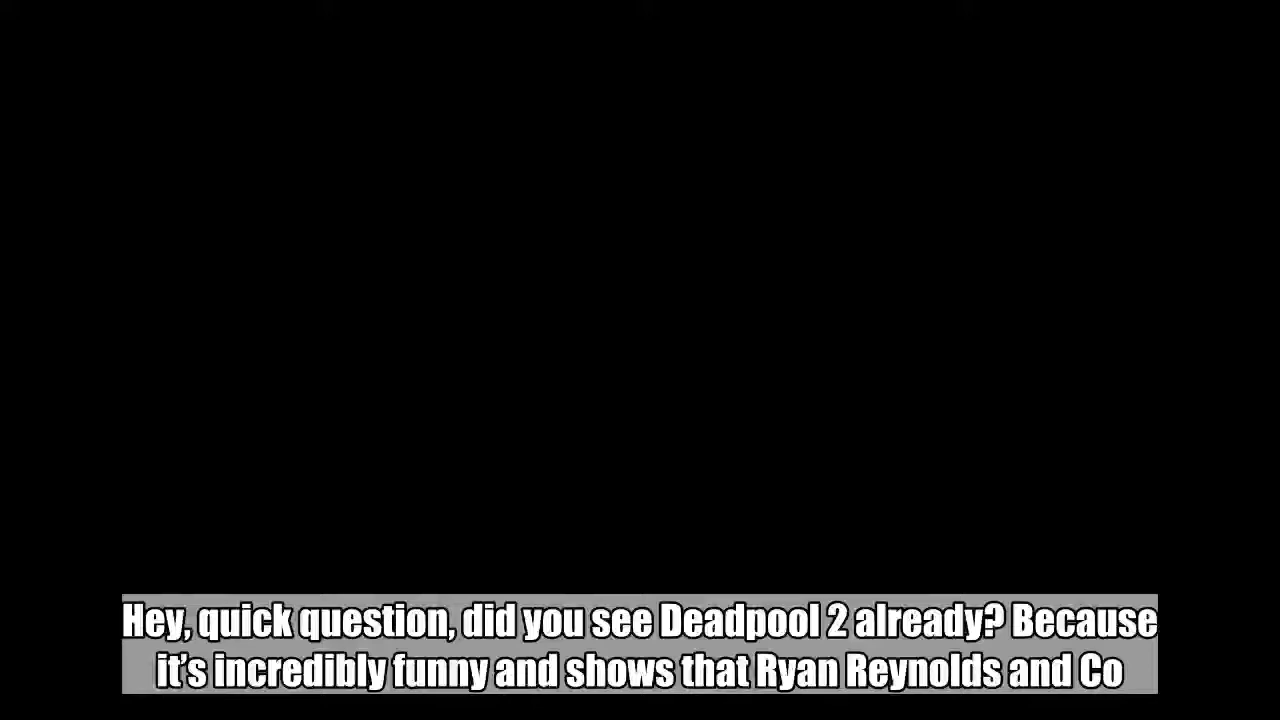 Hey, quick question, did you see Deadpool 2 already? Because
it’s incredibly funny and shows that Ryan Reynolds and Co